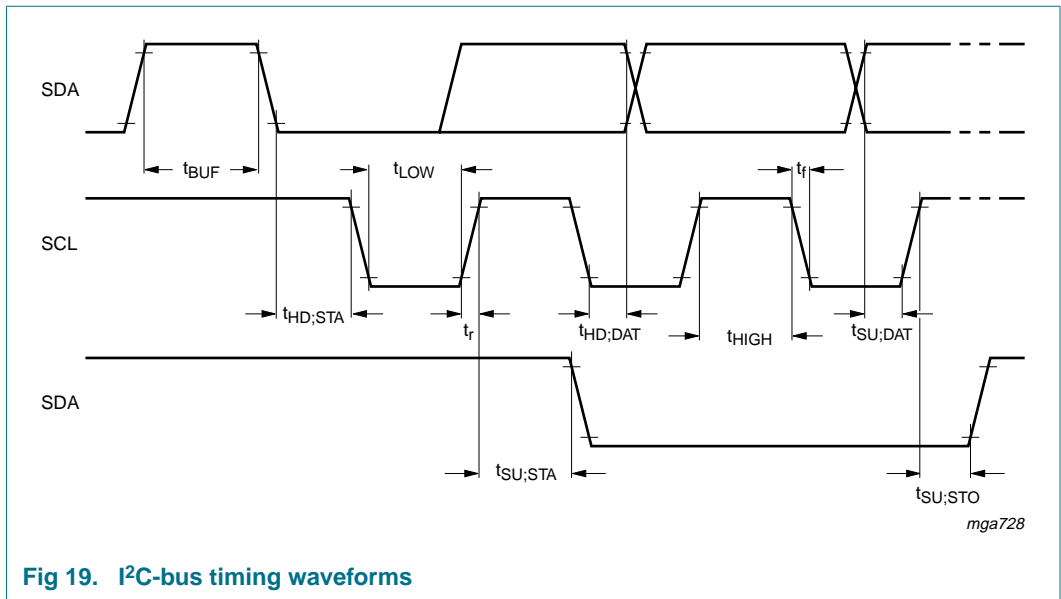 SDA
tBUF
tLOW
tf
SCL
tHD;STA
tr
tHD;DAT
tHIGH
tSU;DAT
SDA
tSU;STA
tSU;STO
mga728
Fig 19. I²C-bus timing waveforms